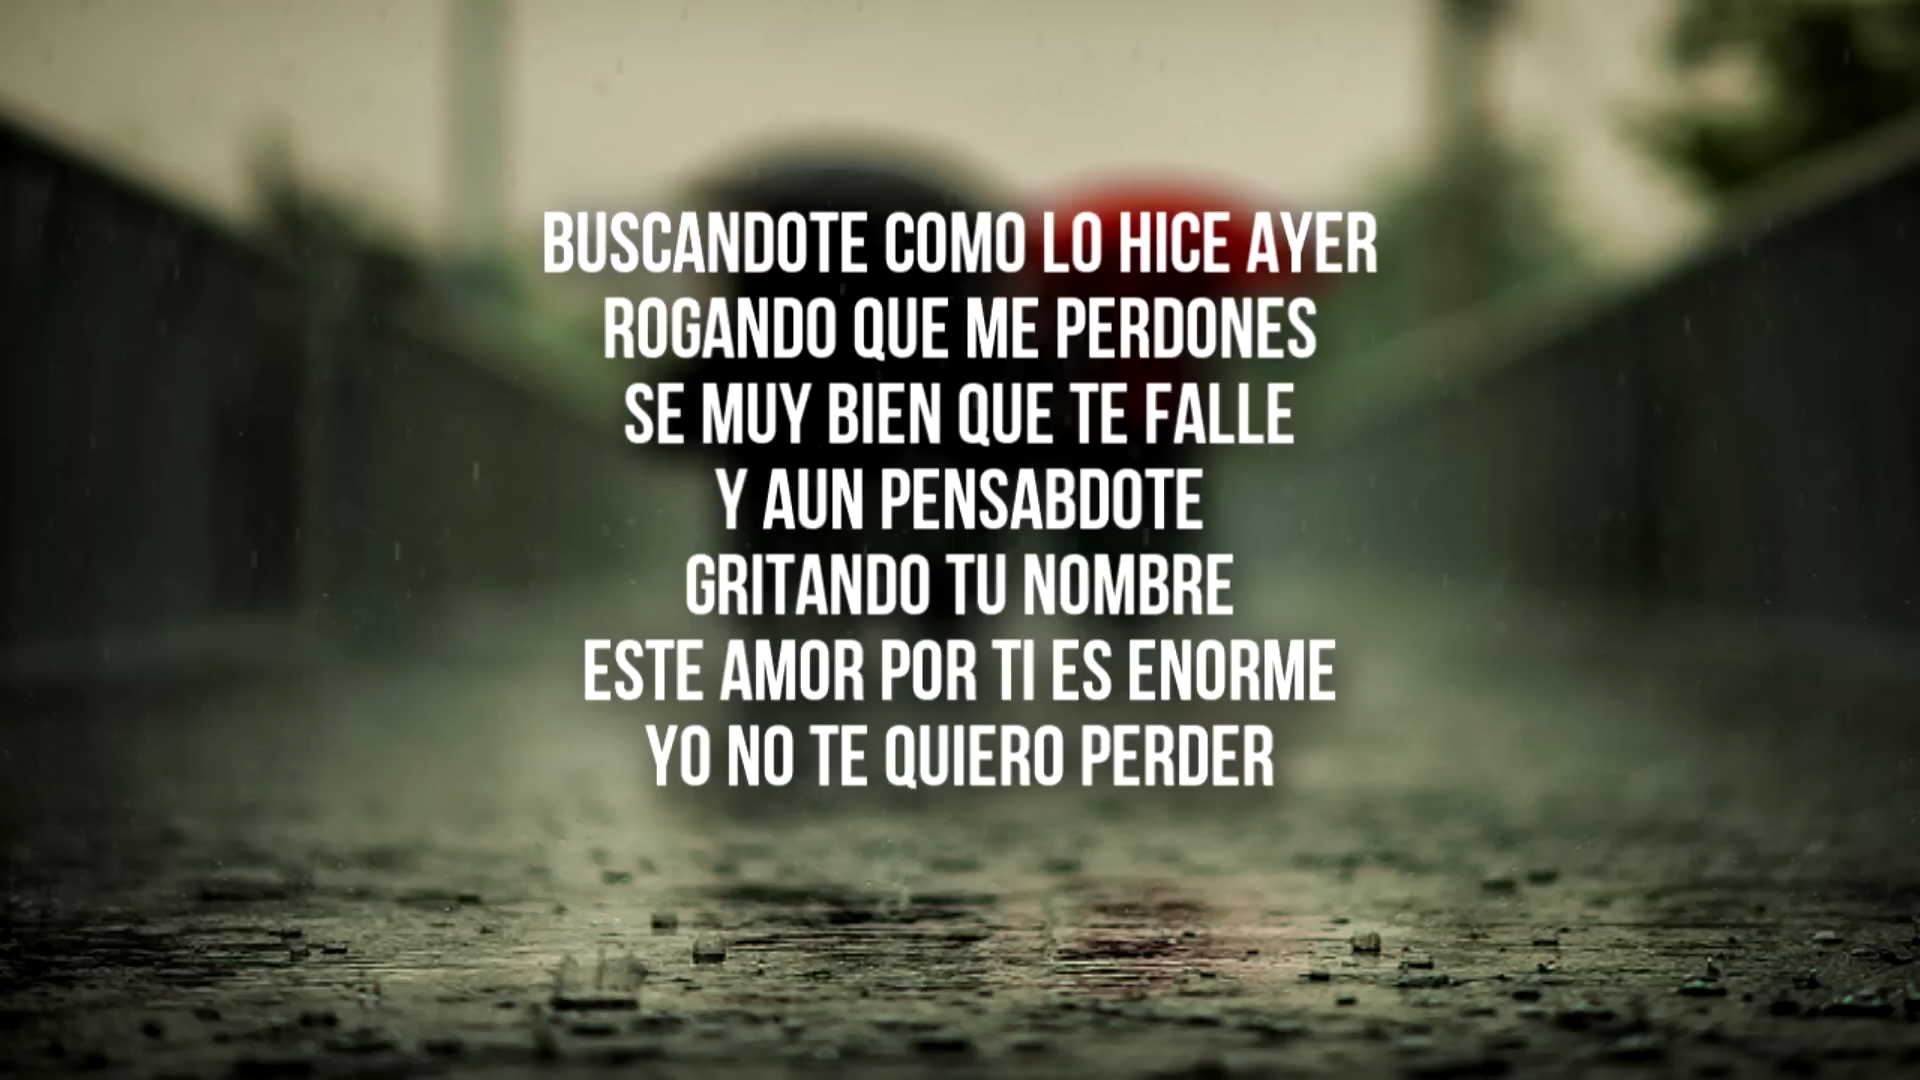 BUSCANDOTE COMO LO HICE AYER
ROGANDO QUE ME PERDONES
SE MUY BIEN QUE TE FALLE
Y AUN PENSABDOTE
GRITANDO TU NOMBRE
ESTE AMOR POR TI ES ENORME
YO NO TE QUIERO PERDER